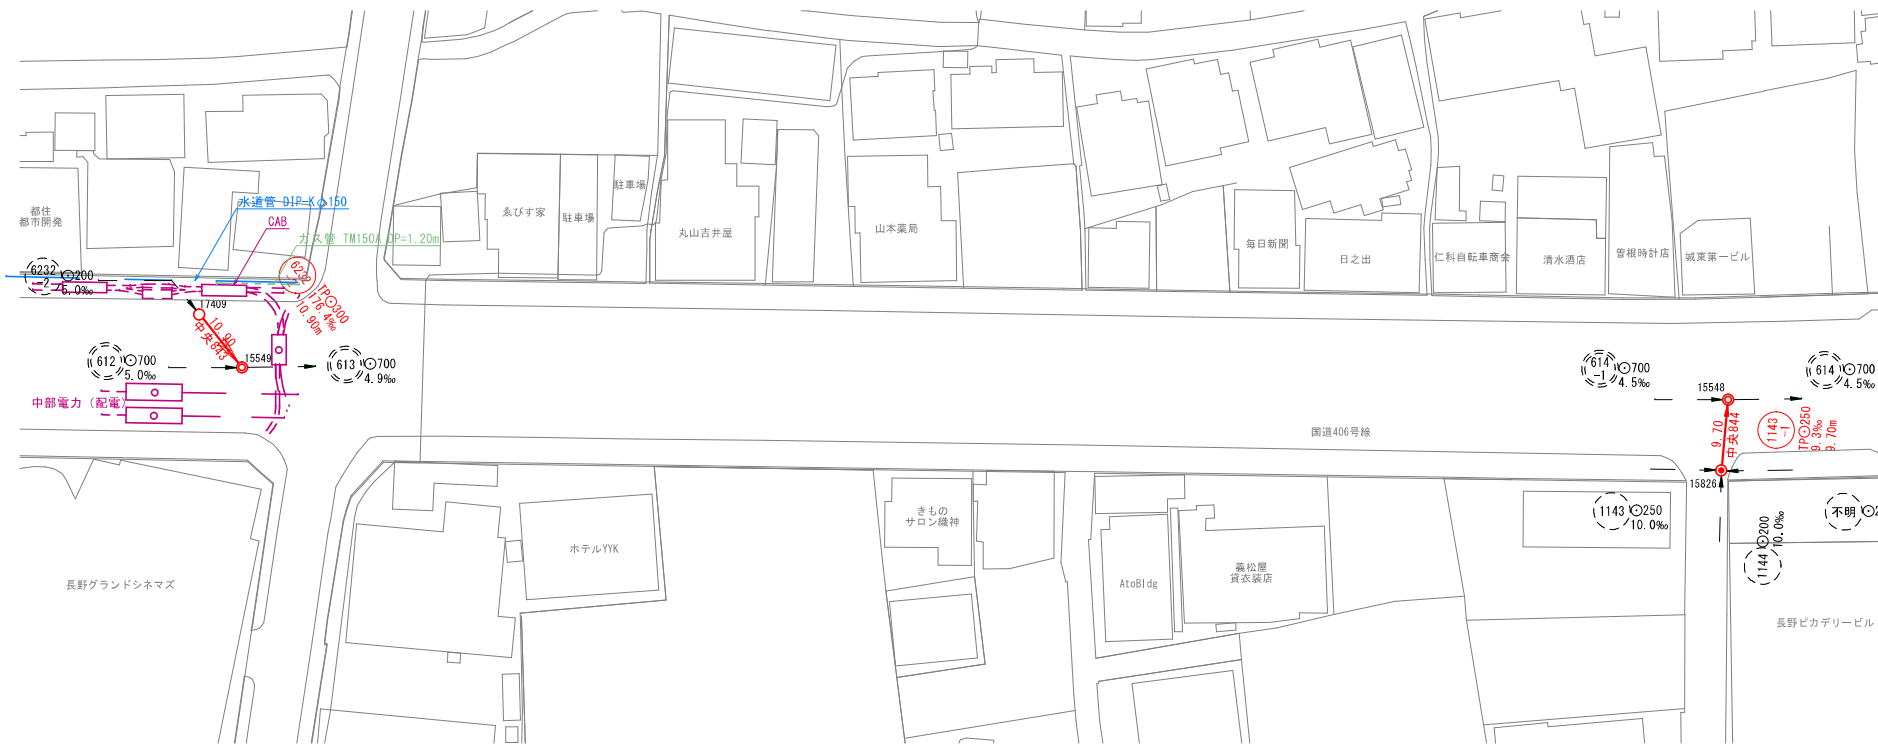 都住
都市開発
水道管 DIP-K○150
CAB
ガス管 TM150A DP=1.20m
6232
-2
○200
5.0‰
6232
TP○300
176.4‰
10.90m
17409
10.90
中央843
15549
612
○700
5.0‰
613
○700
4.9‰
中部電力（配電）
ゑびす家
駐車場
駐車場
丸山吉井屋
山本薬局
毎日新聞
日之出
仁科自転車商会
清水酒店
曽根時計店
城東第一ビル
614
-1
○700
4.5‰
614
○700
4.5‰
15548
国道406号線
9.70
中央844
1143
-1
TP○250
9.3‰
9.70m
15826
1143
○250
10.0‰
1144
○200
10.0‰
不明
長野グランドシネマズ
ホテルYYK
きもの
サロン織神
AtoBldg
義松屋
貸衣装店
長野ピカデリービル